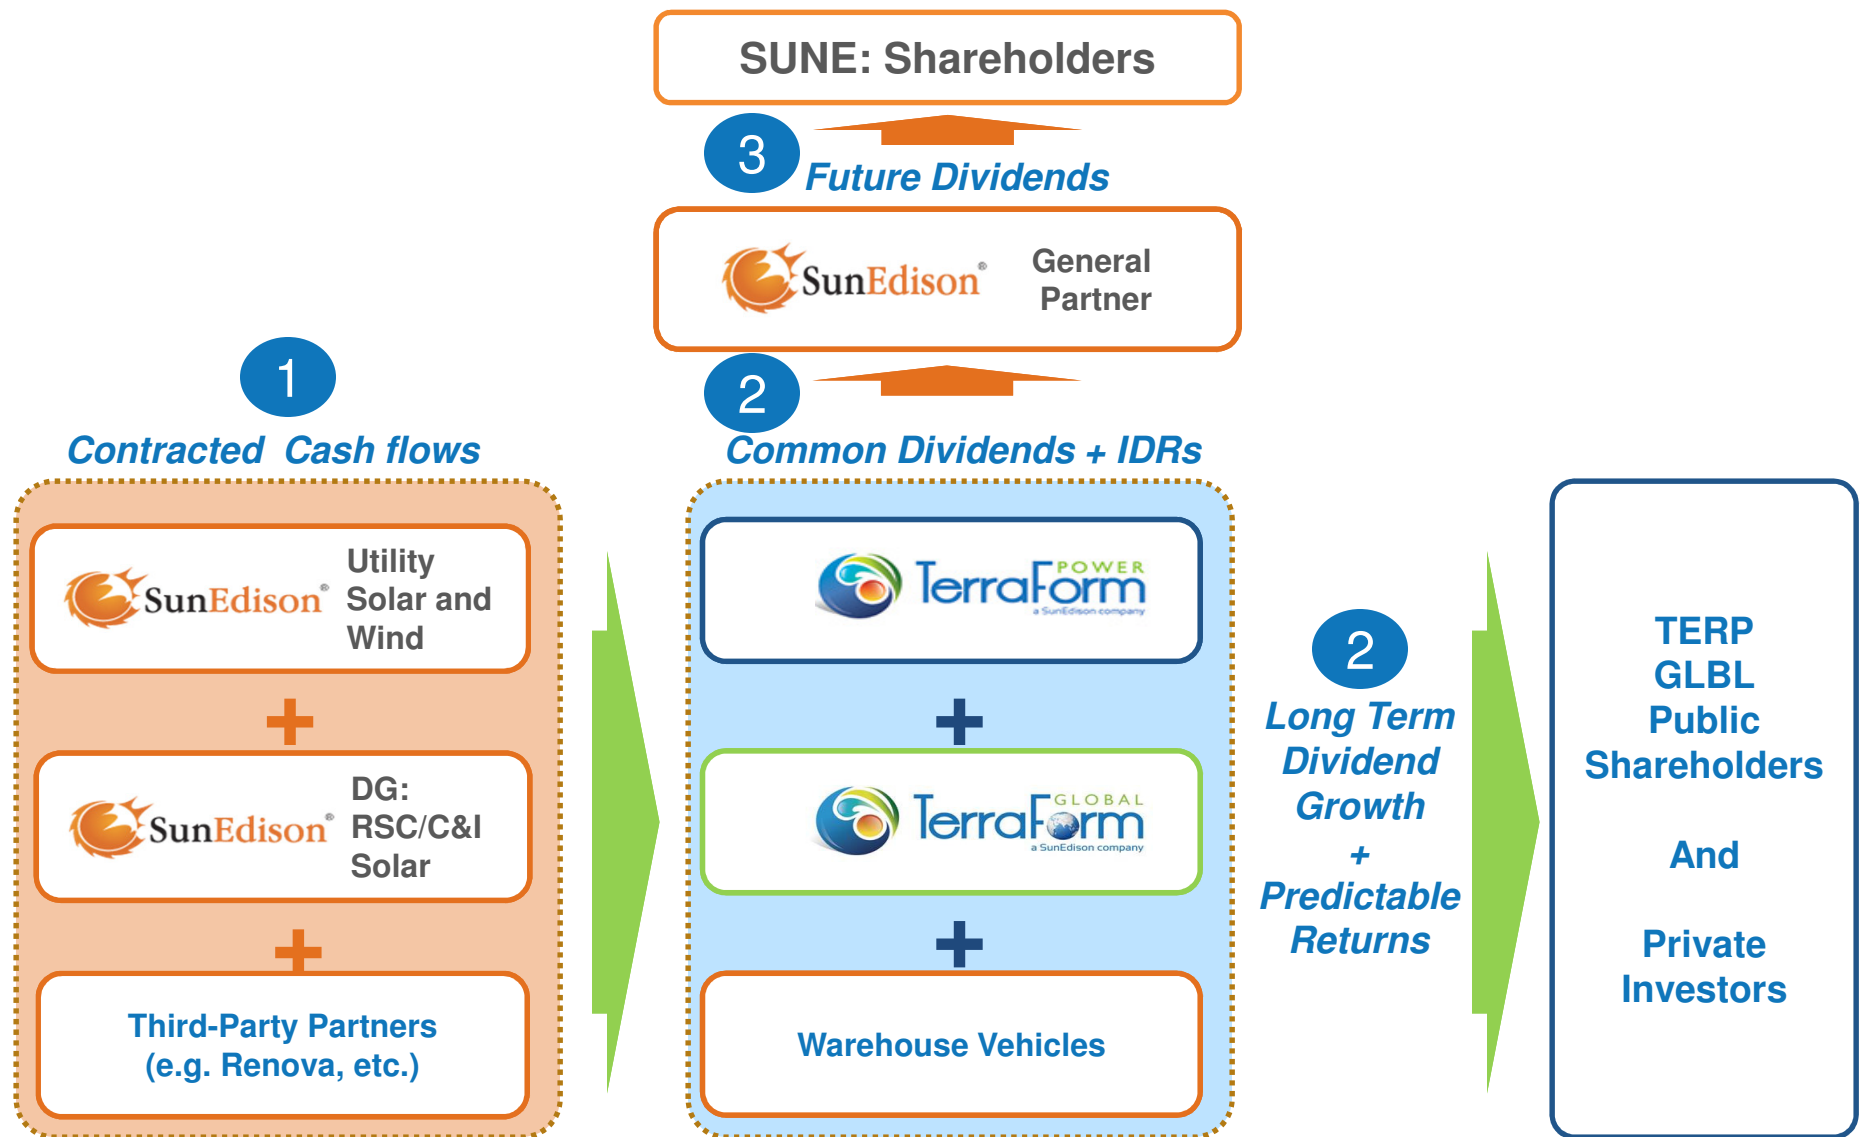 SUNE: Shareholders
3
Future Dividends
SunEdison®
General
Partner
1
Contracted Cash flows
2
Common Dividends + IDRs
SunEdison®
Utility
Solar and
Wind
+
SunEdison®
DG:
RSC/C&I
Solar
+
Third-Party Partners
(e.g. Renova, etc.)
TerraForm
POWER
a SunEdison company
+
TerraForm
GLOBAL
a SunEdison company
+
Warehouse Vehicles
2
Long Term
Dividend
Growth
+
Predictable
Returns
TERP
GLBL
Public
Shareholders
And
Private
Investors